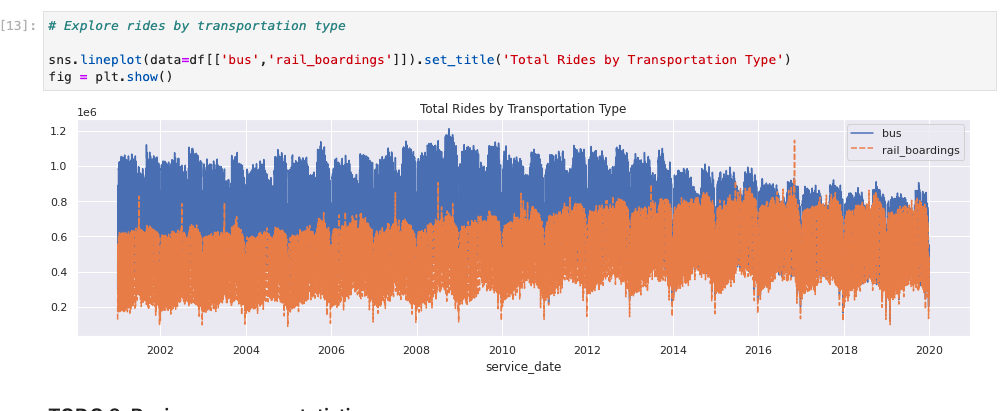 [13]: # Explore rides by transportation type
sns.lineplot(data=df[['bus','rail_boardings']]).set_title('Total Rides by Transportation Type')
fig = plt.show()
Total Rides by Transportation Type
1e6
1.2
1.0
0.8
0.6
0.4
0.2
bus
rail_boardings
2002 2004 2006 2008 2010 2012 2014 2016 2018 2020
service_date